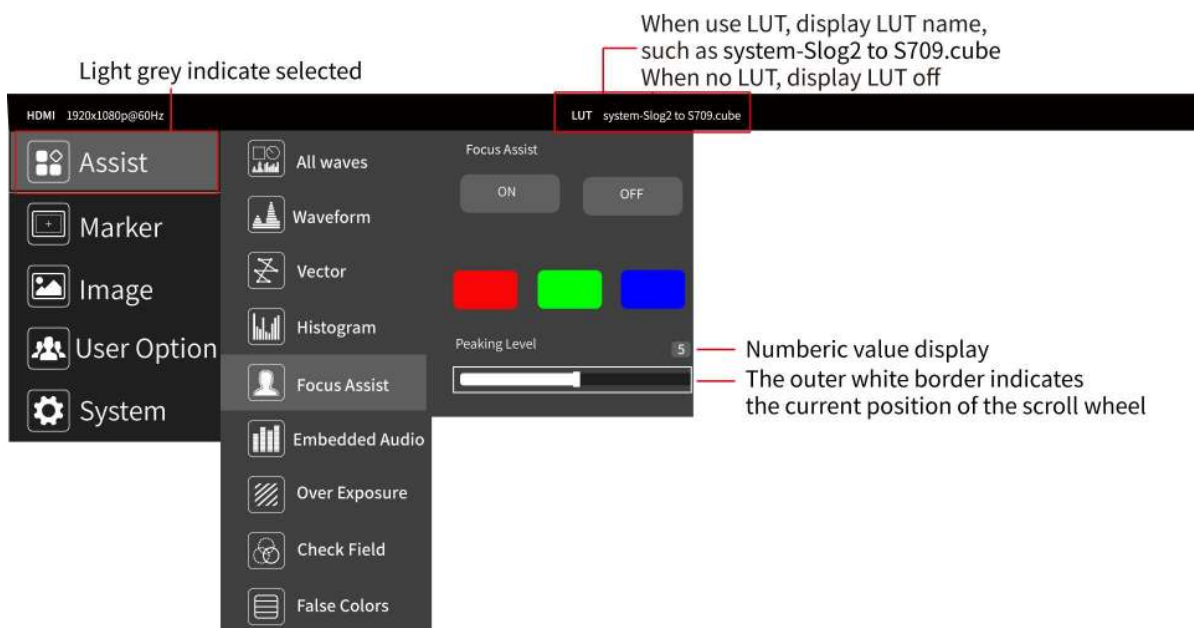 When use LUT, display LUT name,
such as system-Slog2 to S709.cube
When no LUT, display LUT off
Light grey indicate selected
HDMI 1920x1080p@60Hz
LUT system-Slog2 to S709.cube
Assist
Marker
Image
User Option
System
All waves
Waveform
Vector
Histogram
Focus Assist
Embedded Audio
Over Exposure
Check Field
False Colors
Focus Assist
ON OFF
Peaking Level 5
Numberic value display
The outer white border indicates
the current position of the scroll wheel